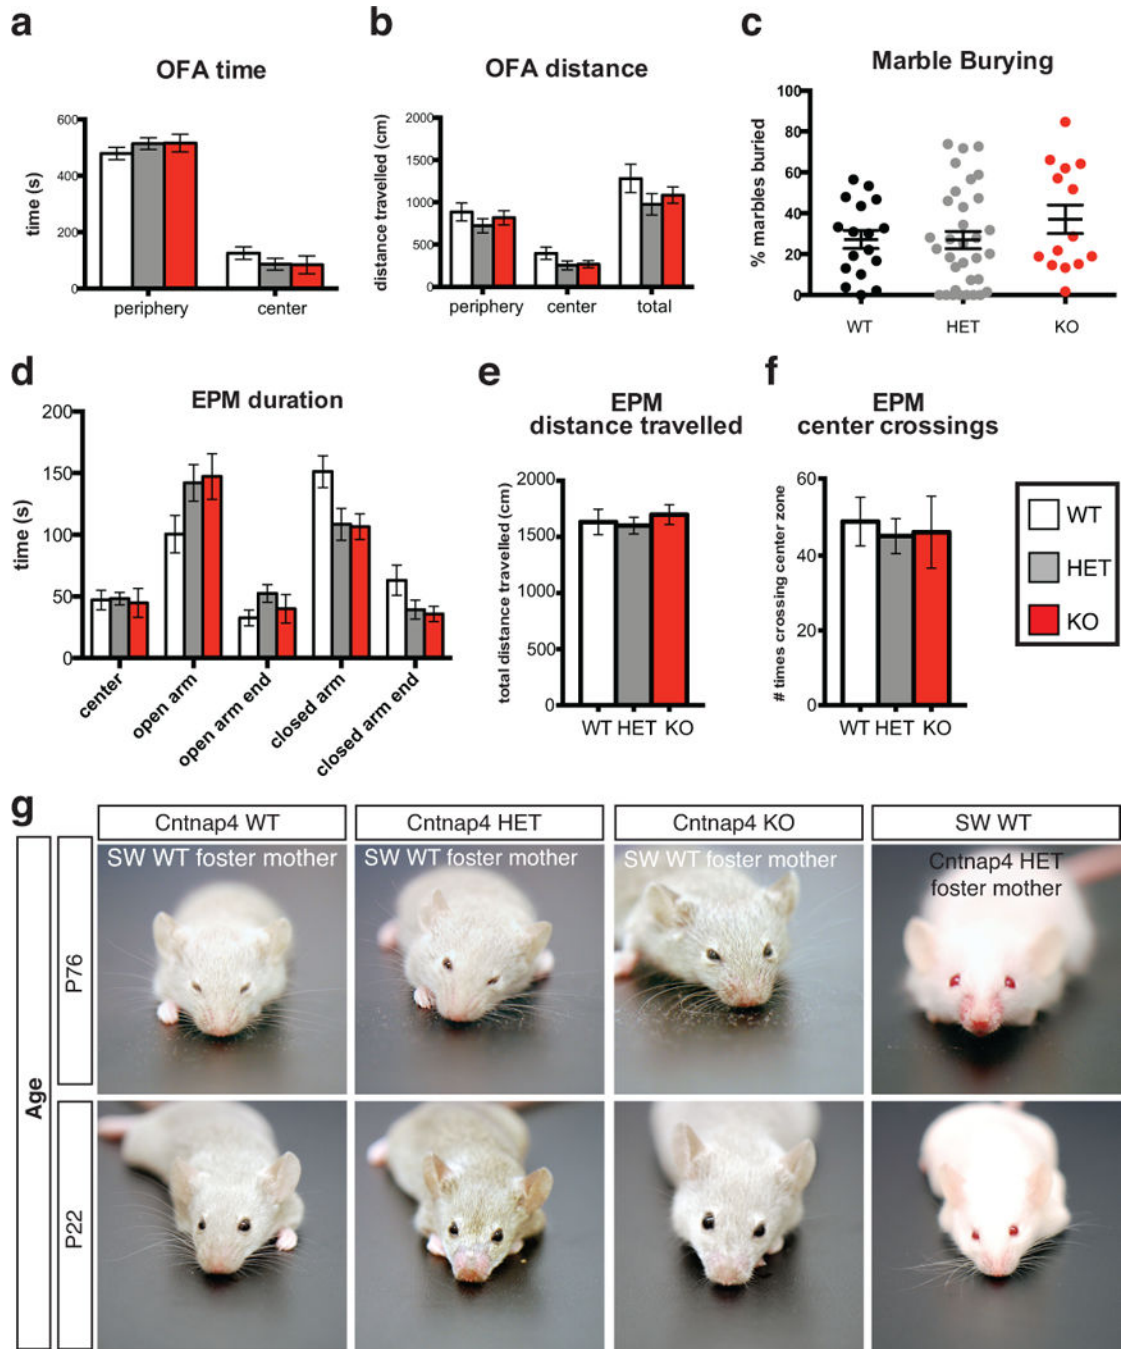 a
OFA time
time (s)
600
400
200
0
periphery center
b
OFA distance
distance travelled (cm)
2000
1500
1000
500
0
periphery center total
c
Marble Burying
% marbles buried
100
80
60
40
20
0
WT HET KO
d
EPM duration
time (s)
200
150
100
50
0
center
open arm
open arm end
closed arm
closed arm end
e
EPM
distance travelled
total distance travelled (cm)
2000
1500
1000
500
0
WT HET KO
f
EPM
center crossings
# times crossing center zone
60
40
20
0
WT HET KO
WT
HET
KO
g
Cntnap4 WT
Cntnap4 HET
Cntnap4 KO
SW WT
Age
P76
SW WT foster mother
SW WT foster mother
SW WT foster mother
Cntnap4 HET
foster mother
P22